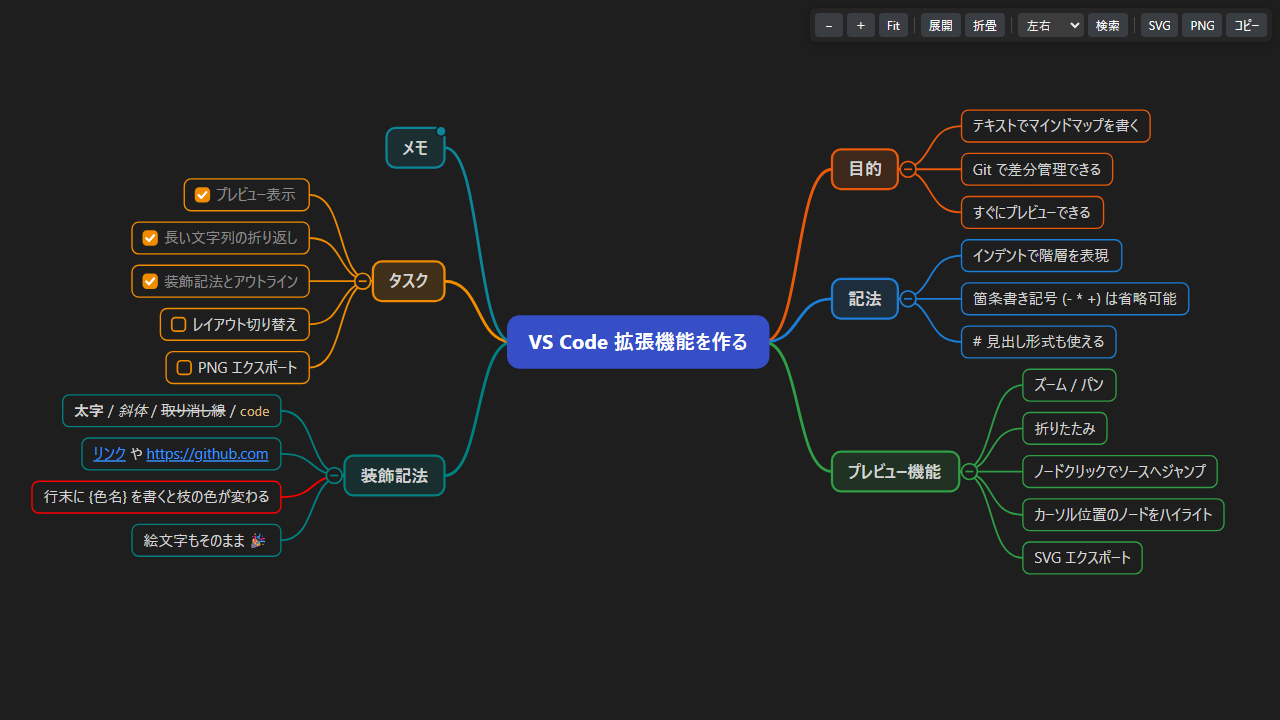 − + Fit 展開 折畳 左右 検索 SVG PNG コピー
メモ
プレビュー表示
長い文字列の折り返し
装飾記法とアウトライン
レイアウト切り替え
PNG エクスポート
タスク
太字 / 斜体 / 取り消し線 / code
リンク や https://github.com
行末に {色名} を書くと枝の色が変わる
絵文字もそのまま 🎉
装飾記法
VS Code 拡張機能を作る
目的
テキストでマインドマップを書く
Git で差分管理できる
すぐにプレビューできる
記法
インデントで階層を表現
箇条書き記号 (- * +) は省略可能
# 見出し形式も使える
プレビュー機能
ズーム / パン
折りたたみ
ノードクリックでソースへジャンプ
カーソル位置のノードをハイライト
SVG エクスポート